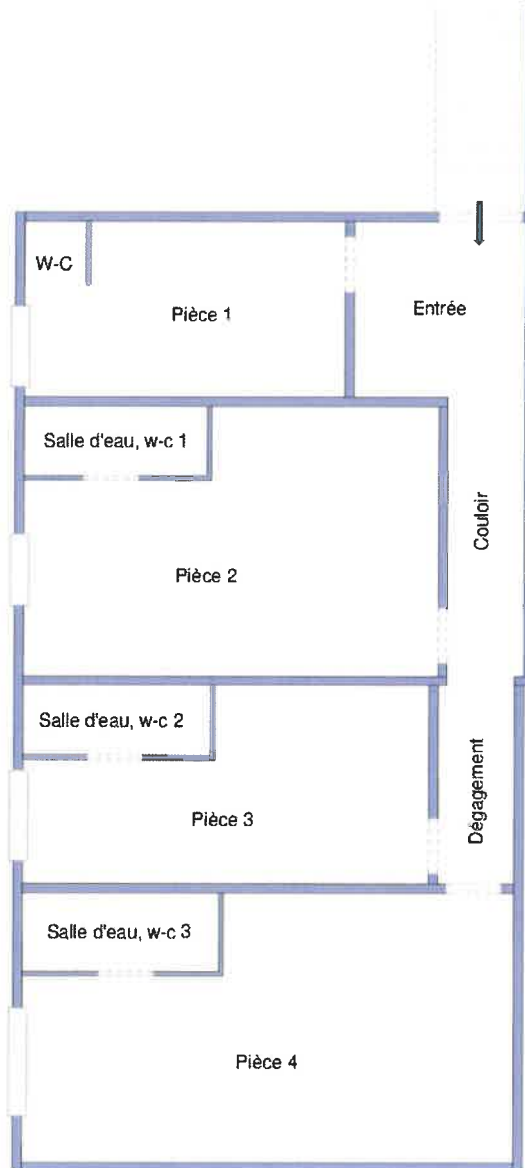 W-C
Pièce 1
Entrée
Salle d'eau, w-c 1
Couloir
Pièce 2
Salle d'eau, w-c 2
Dégagement
Pièce 3
Salle d'eau, w-c 3
Pièce 4